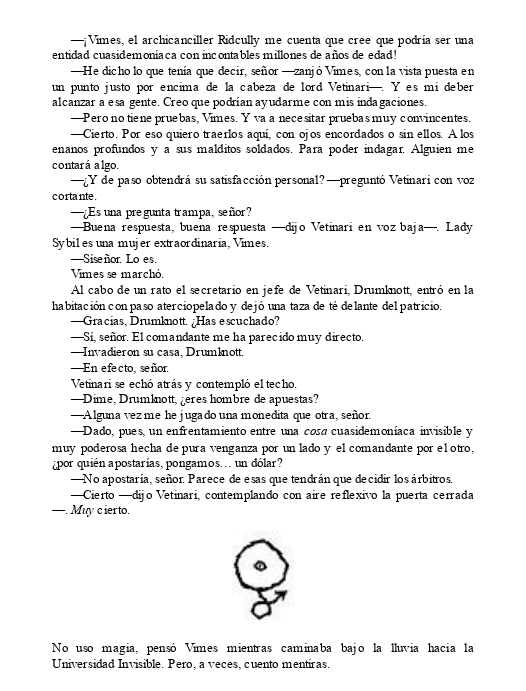 —¡Vimes, el archicanciller Ridcully me cuenta que cree que podría ser una
entidad cuasidemoníaca con incontables millones de años de edad!
—He dicho lo que tenía que decir, señor —zanjó Vimes, con la vista puesta en
un punto justo por encima de la cabeza de lord Vetinari—. Y es mi deber
alcanzar a esa gente. Creo que podrían ayudarme con mis indagaciones.
—Pero no tiene pruebas, Vimes. Y va a necesitar pruebas muy convincentes.
—Cierto. Por eso quiero traerlos aquí, con ojos encordados o sin ellos. A los
enanos profundos y a sus malditos soldados. Para poder indagar. Alguien me
contará algo.
—¿Y de paso obtendrá su satisfacción personal? —preguntó Vetinari con voz
cortante.
—¿Es una pregunta trampa, señor?
—Buena respuesta, buena respuesta —dijo Vetinari en voz baja—. Lady
Sybil es una mujer extraordinaria, Vimes.
—Síseñor. Lo es.
Vimes se marchó.
Al cabo de un rato el secretario en jefe de Vetinari, Drumknott, entró en la
habitación con paso aterciopelado y dejó una taza de té delante del patricio.
—Gracias, Drumknott. ¿Has escuchado?
—Sí, señor. El comandante me ha parecido muy directo.
—Invadieron su casa, Drumknott.
—En efecto, señor.
Vetinari se echó atrás y contempló el techo.
—Dime, Drumknott, ¿eres hombre de apuestas?
—Alguna vez me he jugado una monedita que otra, señor.
—Dado, pues, un enfrentamiento entre una cosa cuasidemoníaca invisible y
muy poderosa hecha de pura venganza por un lado y el comandante por el otro,
¿por quién apostarías, pongamos… un dólar?
—No apostaría, señor. Parece de esas que tendrán que decidir los árbitros.
—Cierto —dijo Vetinari, contemplando con aire reflexivo la puerta cerrada
—. Muy cierto.
No uso magia, pensó Vimes mientras caminaba bajo la lluvia hacia la
Universidad Invisible. Pero, a veces, cuento mentiras.